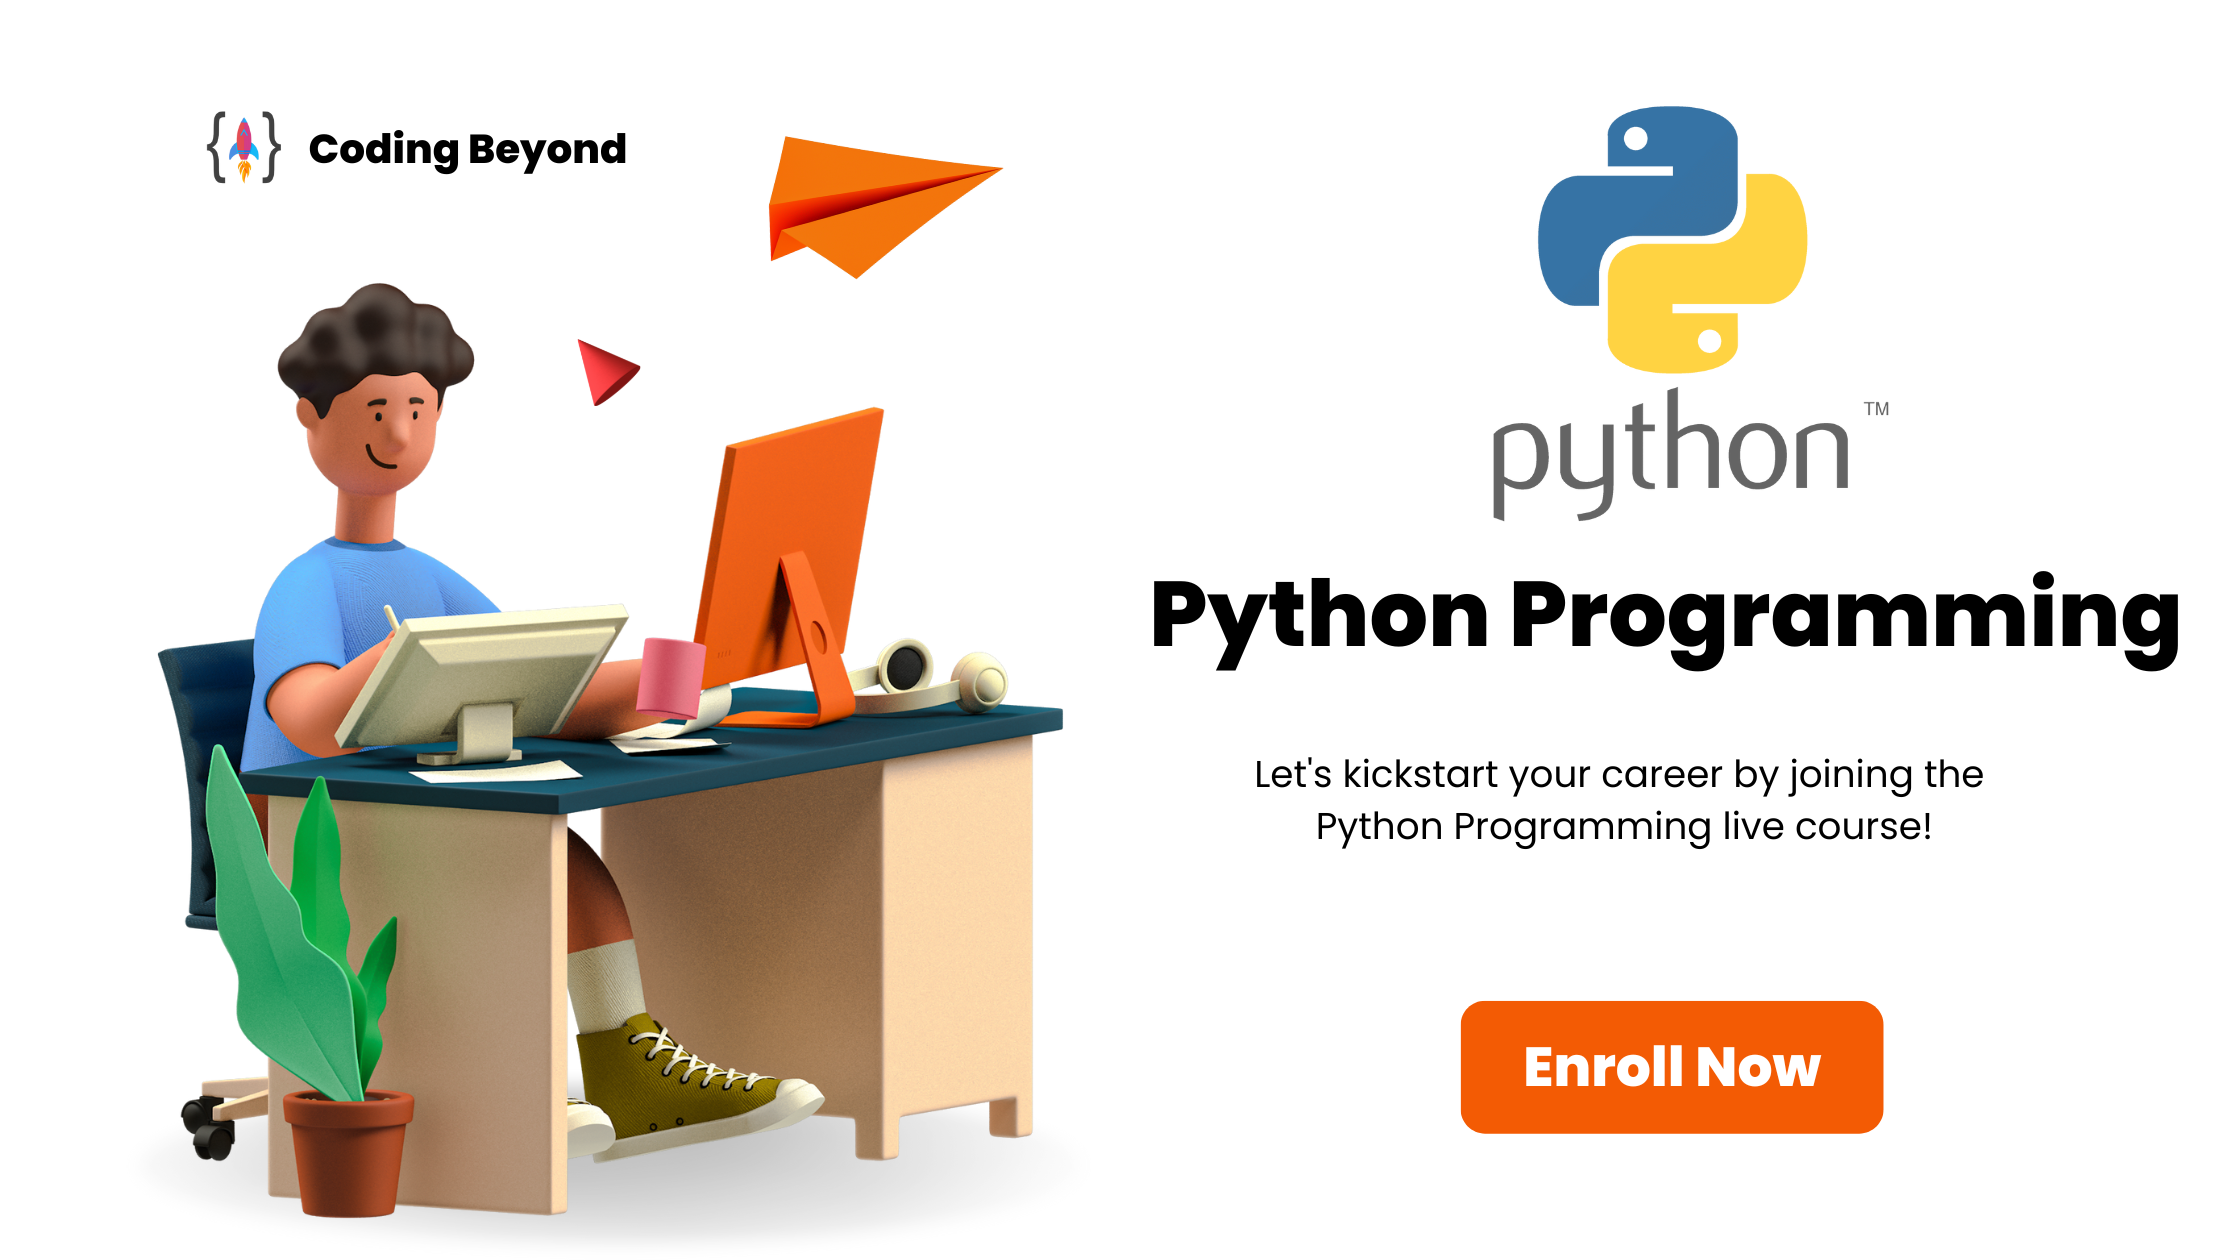 Coding Beyond
python™
Python Programming
Let's kickstart your career by joining the
Python Programming live course!
Enroll Now